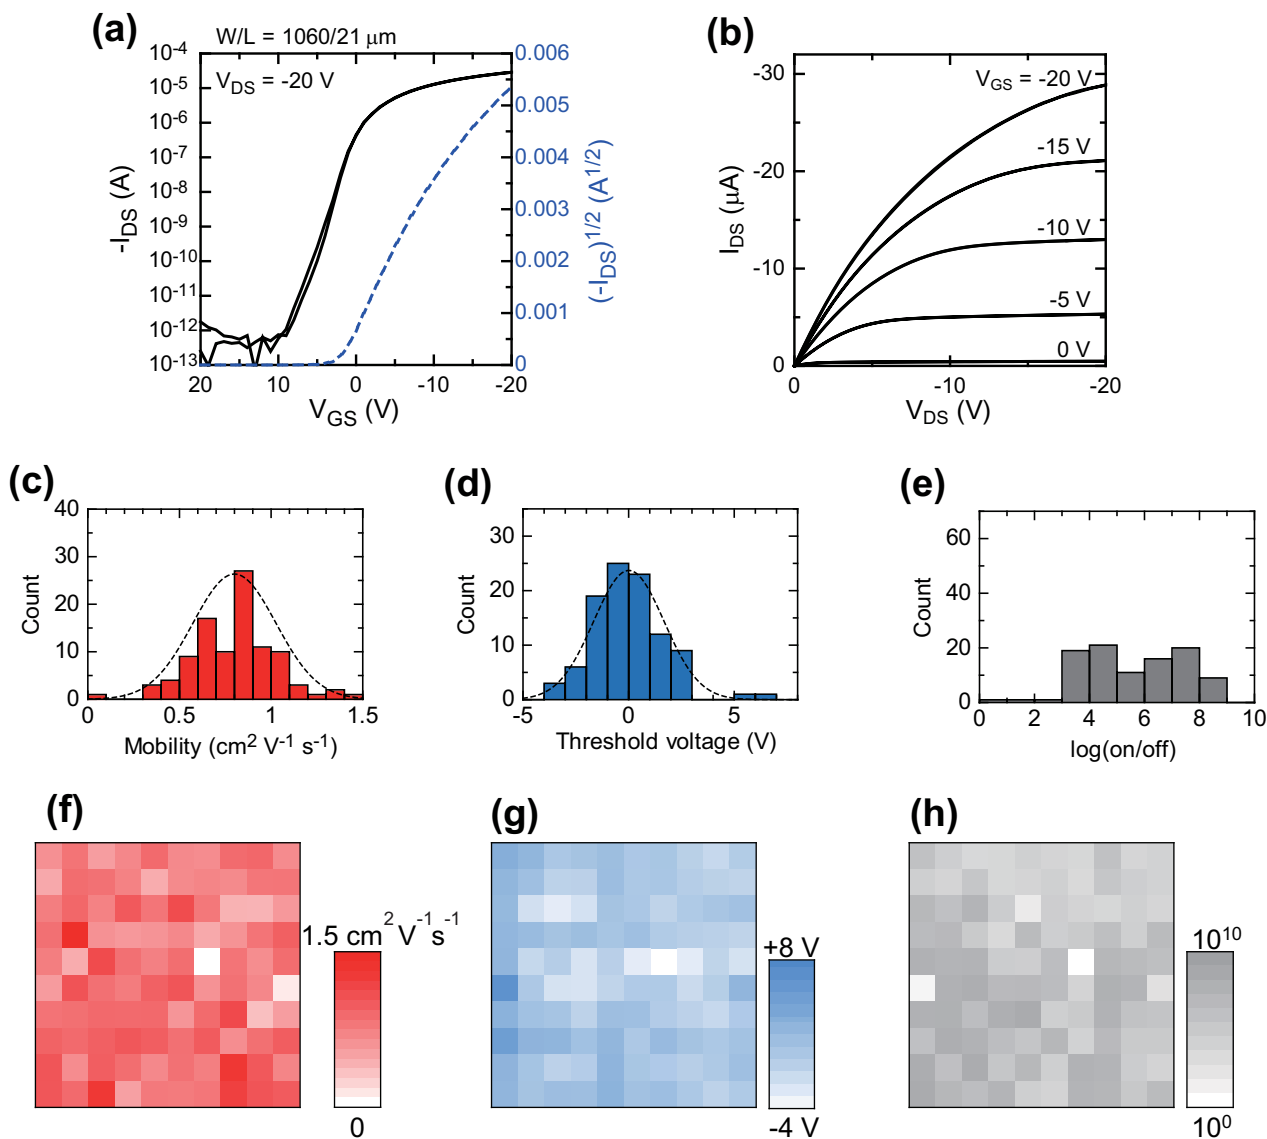 (a)
W/L = 1060/21 μm
V_DS = -20 V
-I_DS (A)
10^-4
10^-5
10^-6
10^-7
10^-8
10^-9
10^-10
10^-11
10^-12
10^-13
20
10
0
-10
-20
V_GS (V)
0.006
0.005
0.004
0.003
0.002
0.001
0
(-I_DS)^1/2 (A^1/2)
(b)
I_DS (μA)
-30
-20
-10
0
V_GS = -20 V
-15 V
-10 V
-5 V
0 V
0
-10
-20
V_DS (V)
(c)
Count
40
30
20
10
0
0
0.5
1
1.5
Mobility (cm² V⁻¹ s⁻¹)
(d)
Count
30
20
10
0
-5
0
5
Threshold voltage (V)
(e)
Count
60
40
20
0
0
2
4
6
8
10
log(on/off)
(f)
1.5 cm² V⁻¹s⁻¹
0
(g)
+8 V
-4 V
(h)
10^10
10^0